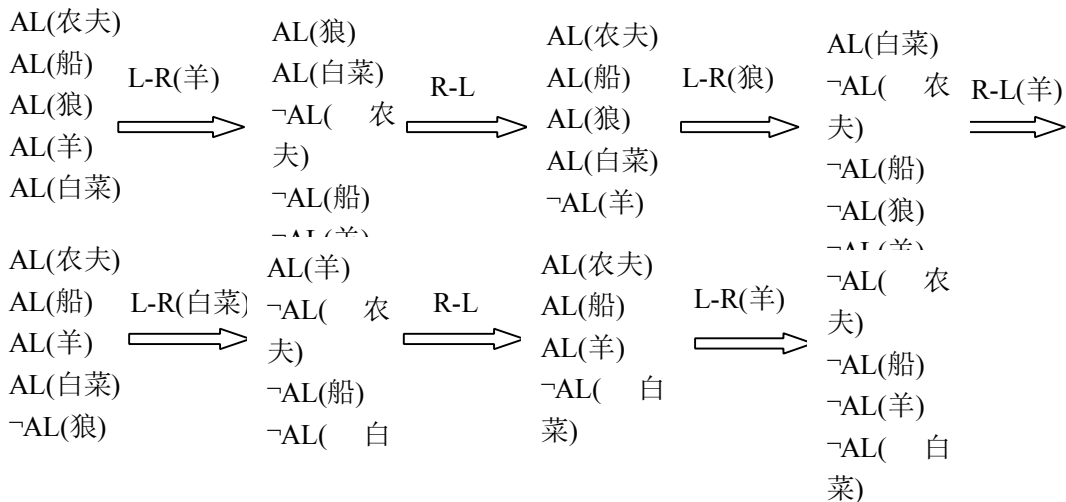 AL(农夫)
AL(船)
AL(狼)
AL(羊)
AL(白菜)
L-R(羊)
AL(狼)
AL(白菜)
¬AL( 农
夫)
¬AL(船)
¬AL(羊)
R-L
AL(农夫)
AL(船)
AL(狼)
AL(白菜)
¬AL(羊)
L-R(狼)
AL(白菜)
¬AL( 农
夫)
¬AL(船)
¬AL(狼)
¬AL(羊)
R-L(羊)
AL(农夫)
AL(船)
AL(羊)
AL(白菜)
¬AL(狼)
L-R(白菜)
AL(羊)
¬AL( 农
夫)
¬AL(船)
¬AL( 白
R-L
AL(农夫)
AL(船)
AL(羊)
¬AL( 白
菜)
L-R(羊)
¬AL( 农
夫)
¬AL(船)
¬AL(羊)
¬AL( 白
菜)